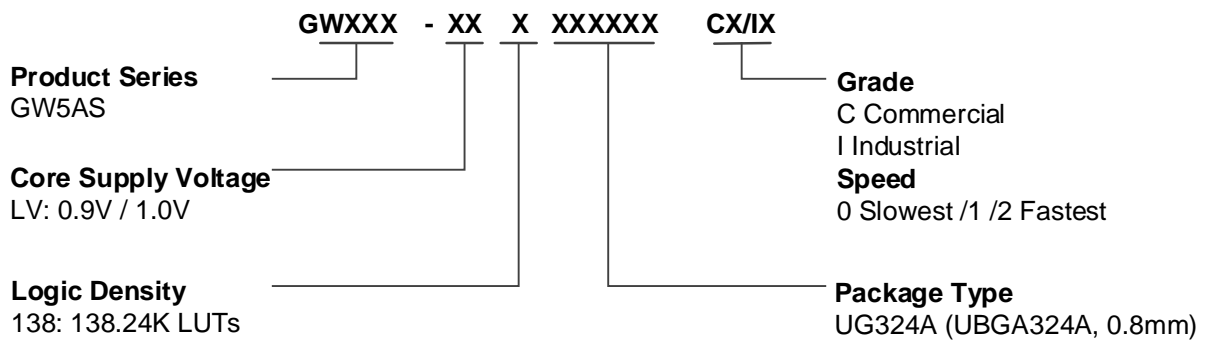 GWXXX - XX X XXXXXX CX/IX
Product Series
GW5AS
Core Supply Voltage
LV: 0.9V / 1.0V
Logic Density
138: 138.24K LUTs
Grade
C Commercial
I Industrial
Speed
0 Slowest /1 /2 Fastest
Package Type
UG324A (UBGA324A, 0.8mm)